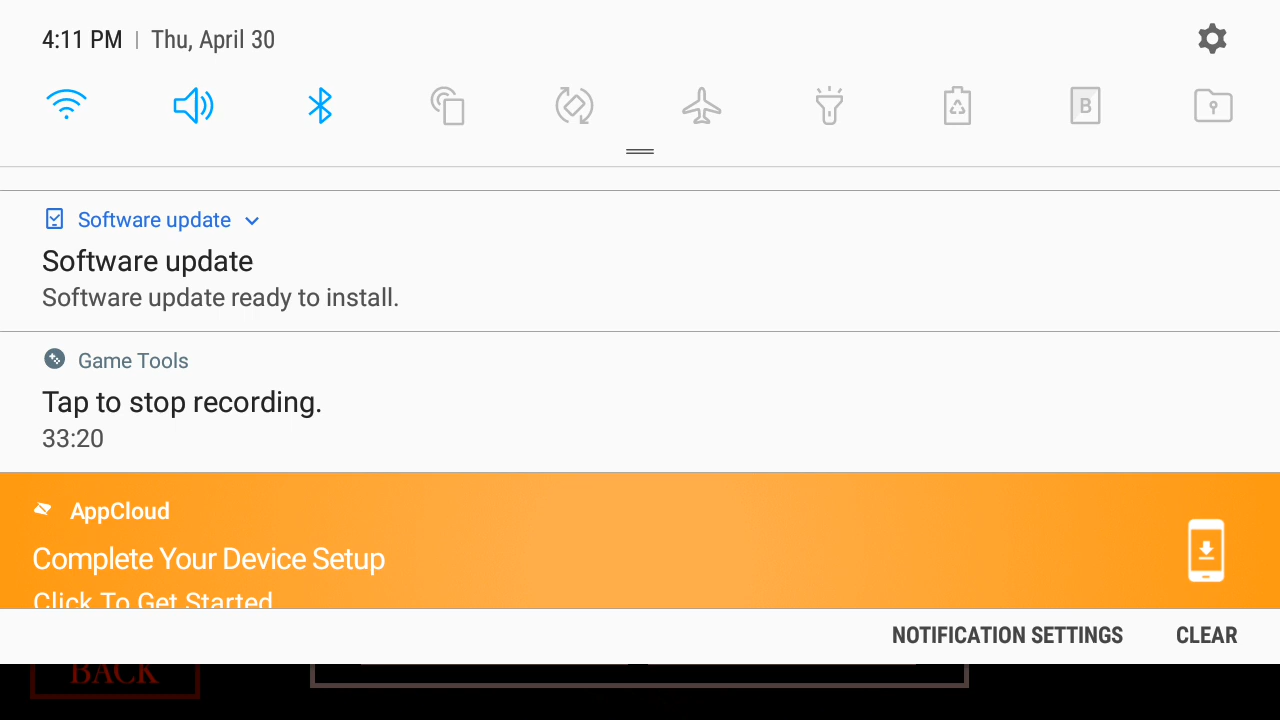 4:11 PM | Thu, April 30
B
Software update
Software update
Software update ready to install.
Game Tools
Tap to stop recording.
33:20
AppCloud
Complete Your Device Setup
Click To Get Started
NOTIFICATION SETTINGS CLEAR
BACK